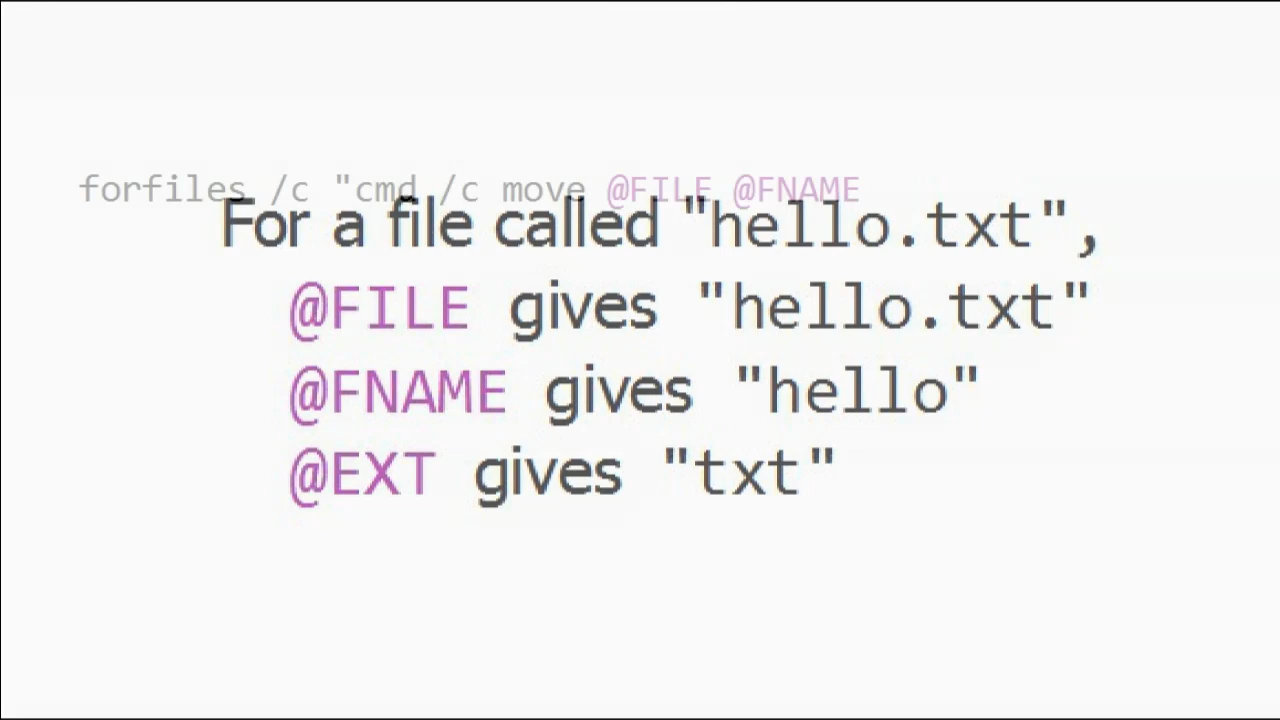 forfiles /c "cmd /c move @FILE @FNAME
For a file called "hello.txt",
@FILE gives "hello.txt"
@FNAME gives "hello"
@EXT gives "txt"